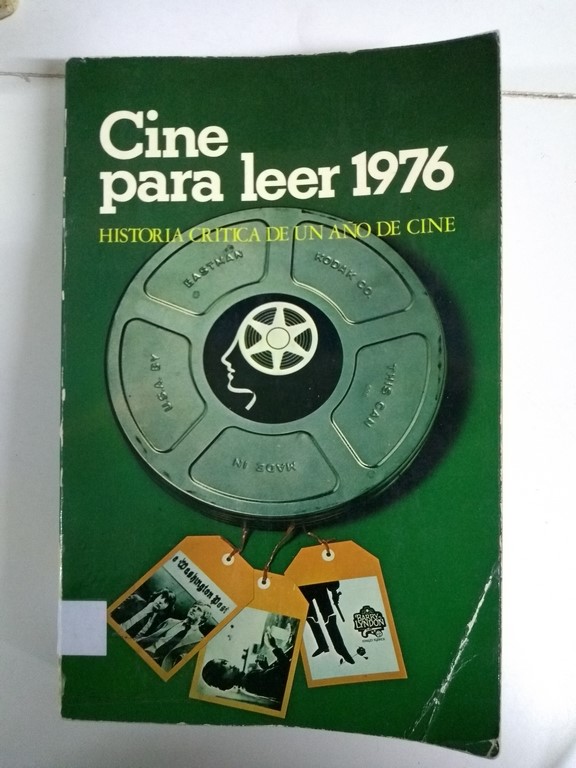 Cine
para leer 1976
HISTORIA CRITICA DE UN AÑO DE CINE
EASTMAN
KODAK CO.
THIS CAN
MADE IN
U.S.A. BY
Washington Post
BARRY
LYNDON